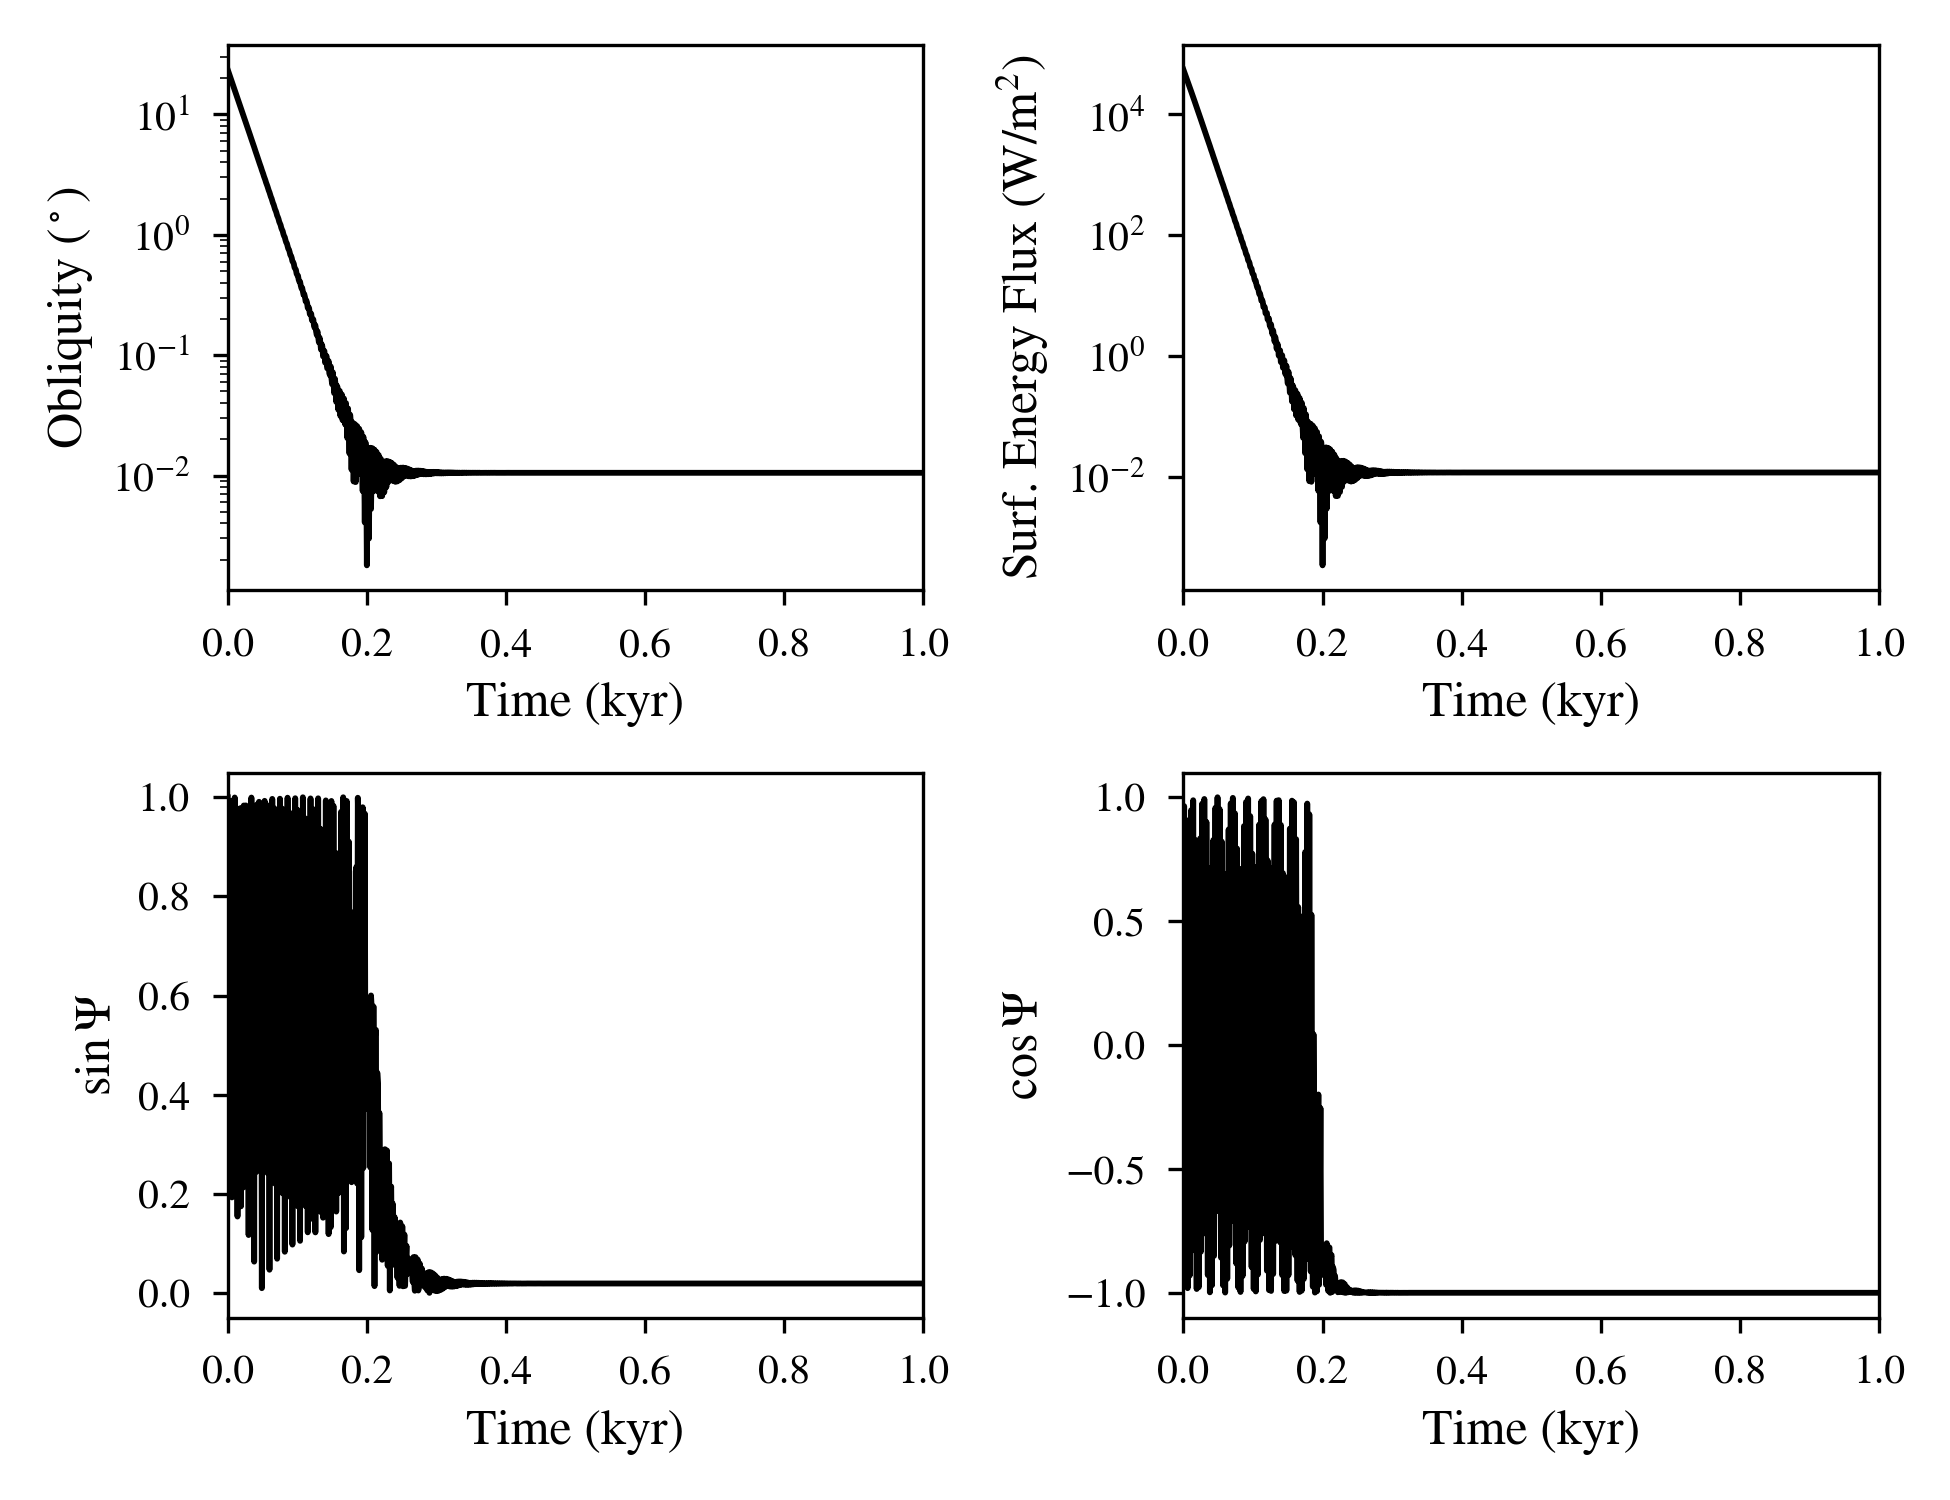 Obliquity (°)
10¹
10⁰
10⁻¹
10⁻²
0.0 0.2 0.4 0.6 0.8 1.0
Time (kyr)
Surf. Energy Flux (W/m²)
10⁴
10²
10⁰
10⁻²
0.0 0.2 0.4 0.6 0.8 1.0
Time (kyr)
sin Ψ
1.0
0.8
0.6
0.4
0.2
0.0
0.0 0.2 0.4 0.6 0.8 1.0
Time (kyr)
cos Ψ
1.0
0.5
0.0
−0.5
−1.0
0.0 0.2 0.4 0.6 0.8 1.0
Time (kyr)